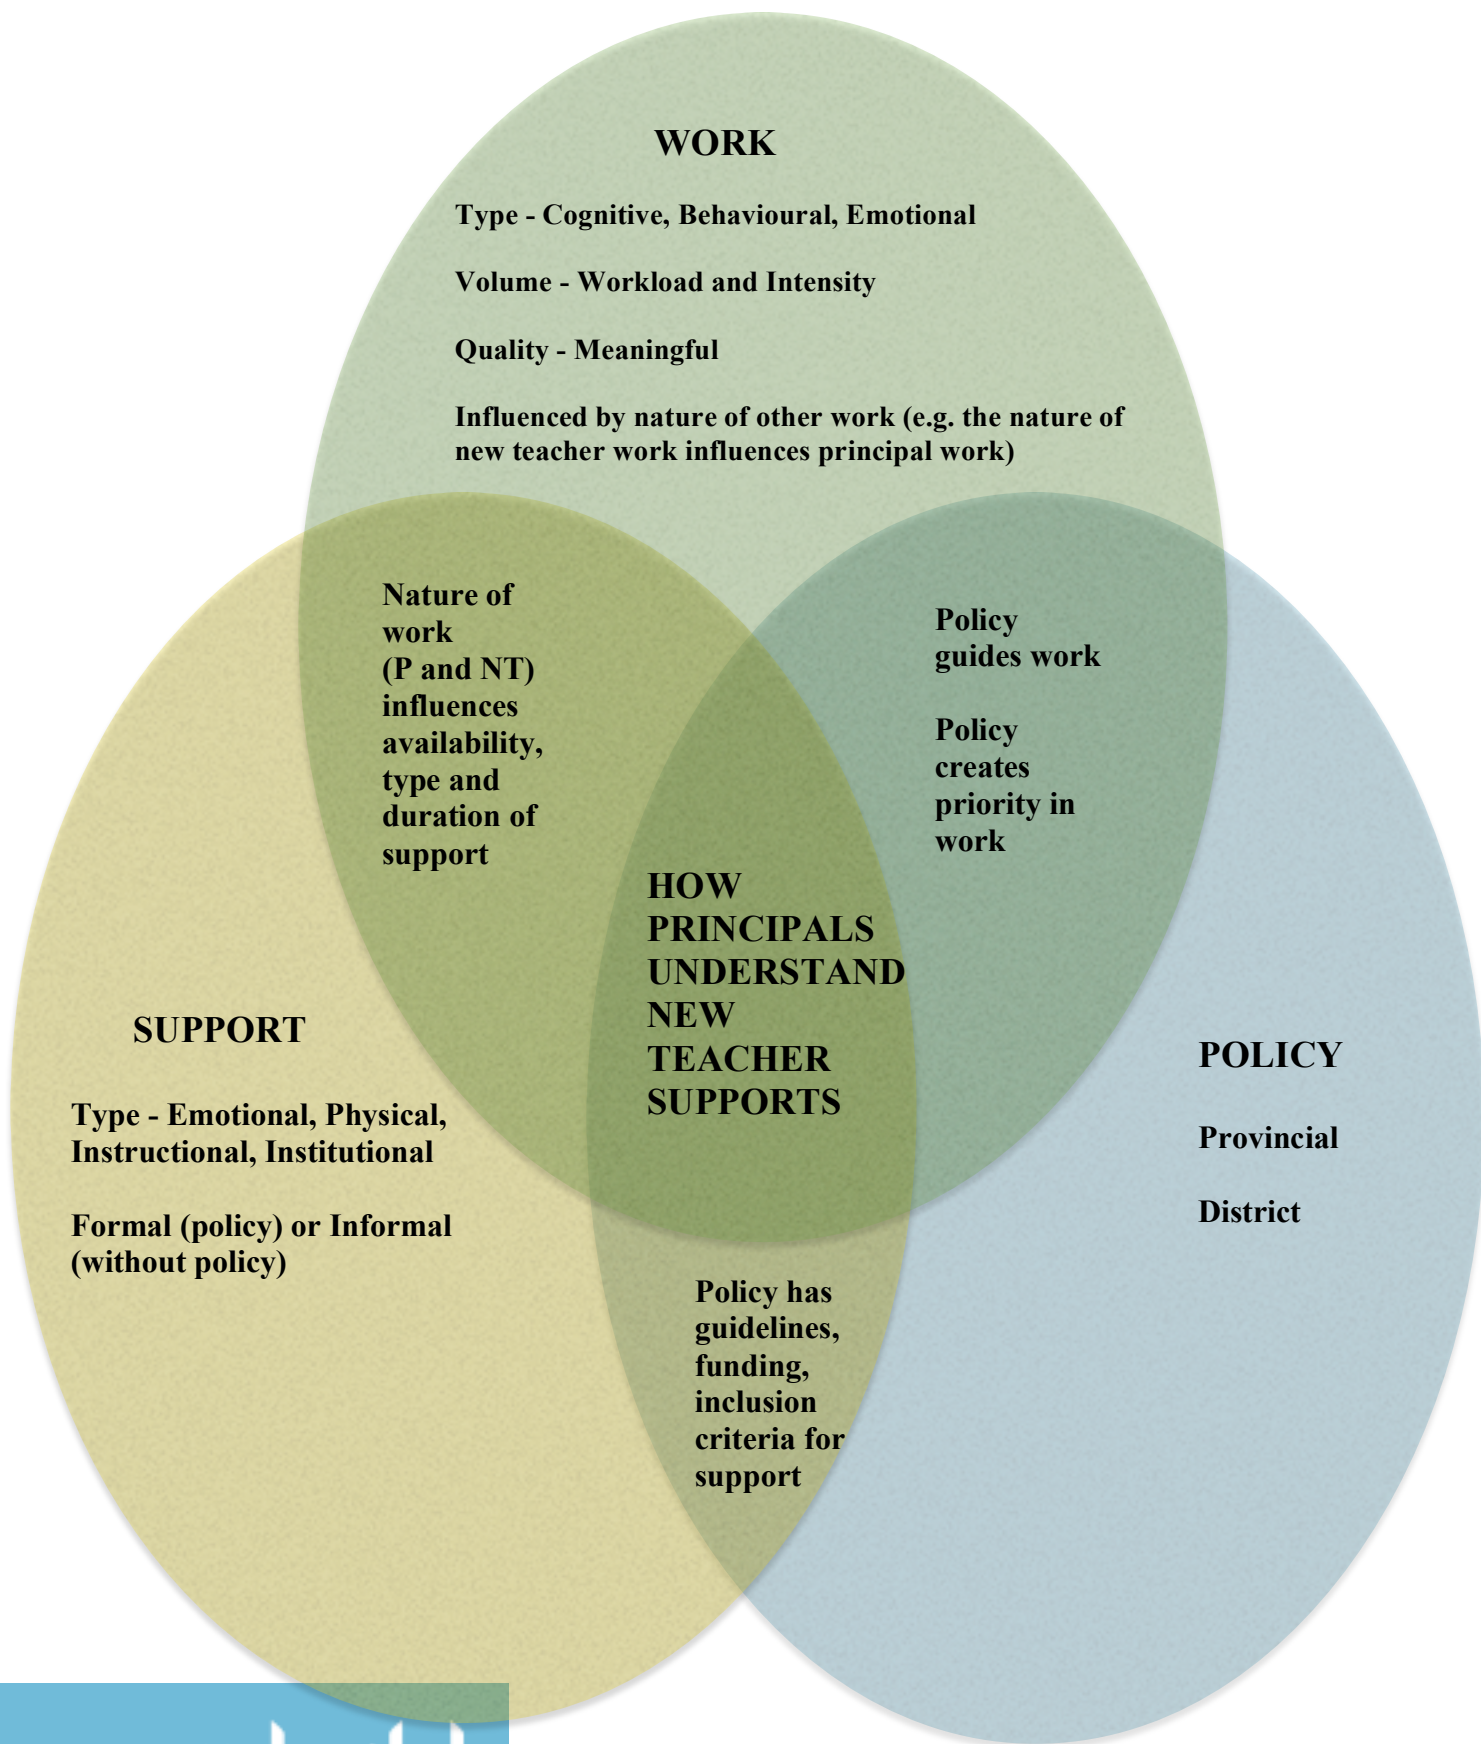 WORK
Type - Cognitive, Behavioural, Emotional
Volume - Workload and Intensity
Quality - Meaningful
Influenced by nature of other work (e.g. the nature of
new teacher work influences principal work)
Nature of
work
(P and NT)
influences
availability,
type and
duration of
support
Policy
guides work
Policy
creates
priority in
work
HOW
PRINCIPALS
UNDERSTAND
NEW
TEACHER
SUPPORTS
SUPPORT
Type - Emotional, Physical,
Instructional, Institutional
Formal (policy) or Informal
(without policy)
POLICY
Provincial
District
Policy has
guidelines,
funding,
inclusion
criteria for
support